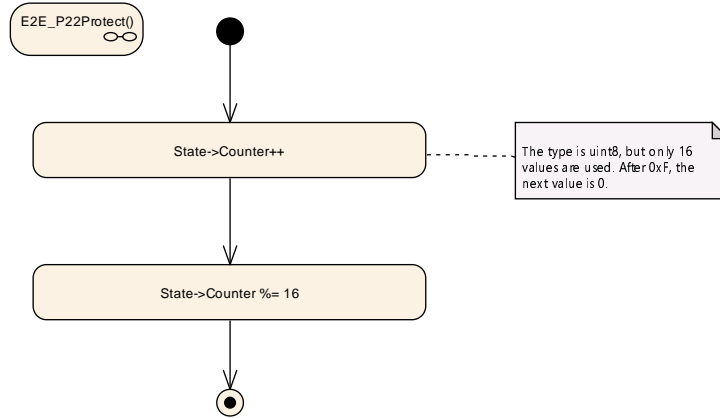 E2E_P22Protect()
State->Counter++
The type is uint8, but only 16
values are used. After 0xF, the
next value is 0.
State->Counter %= 16